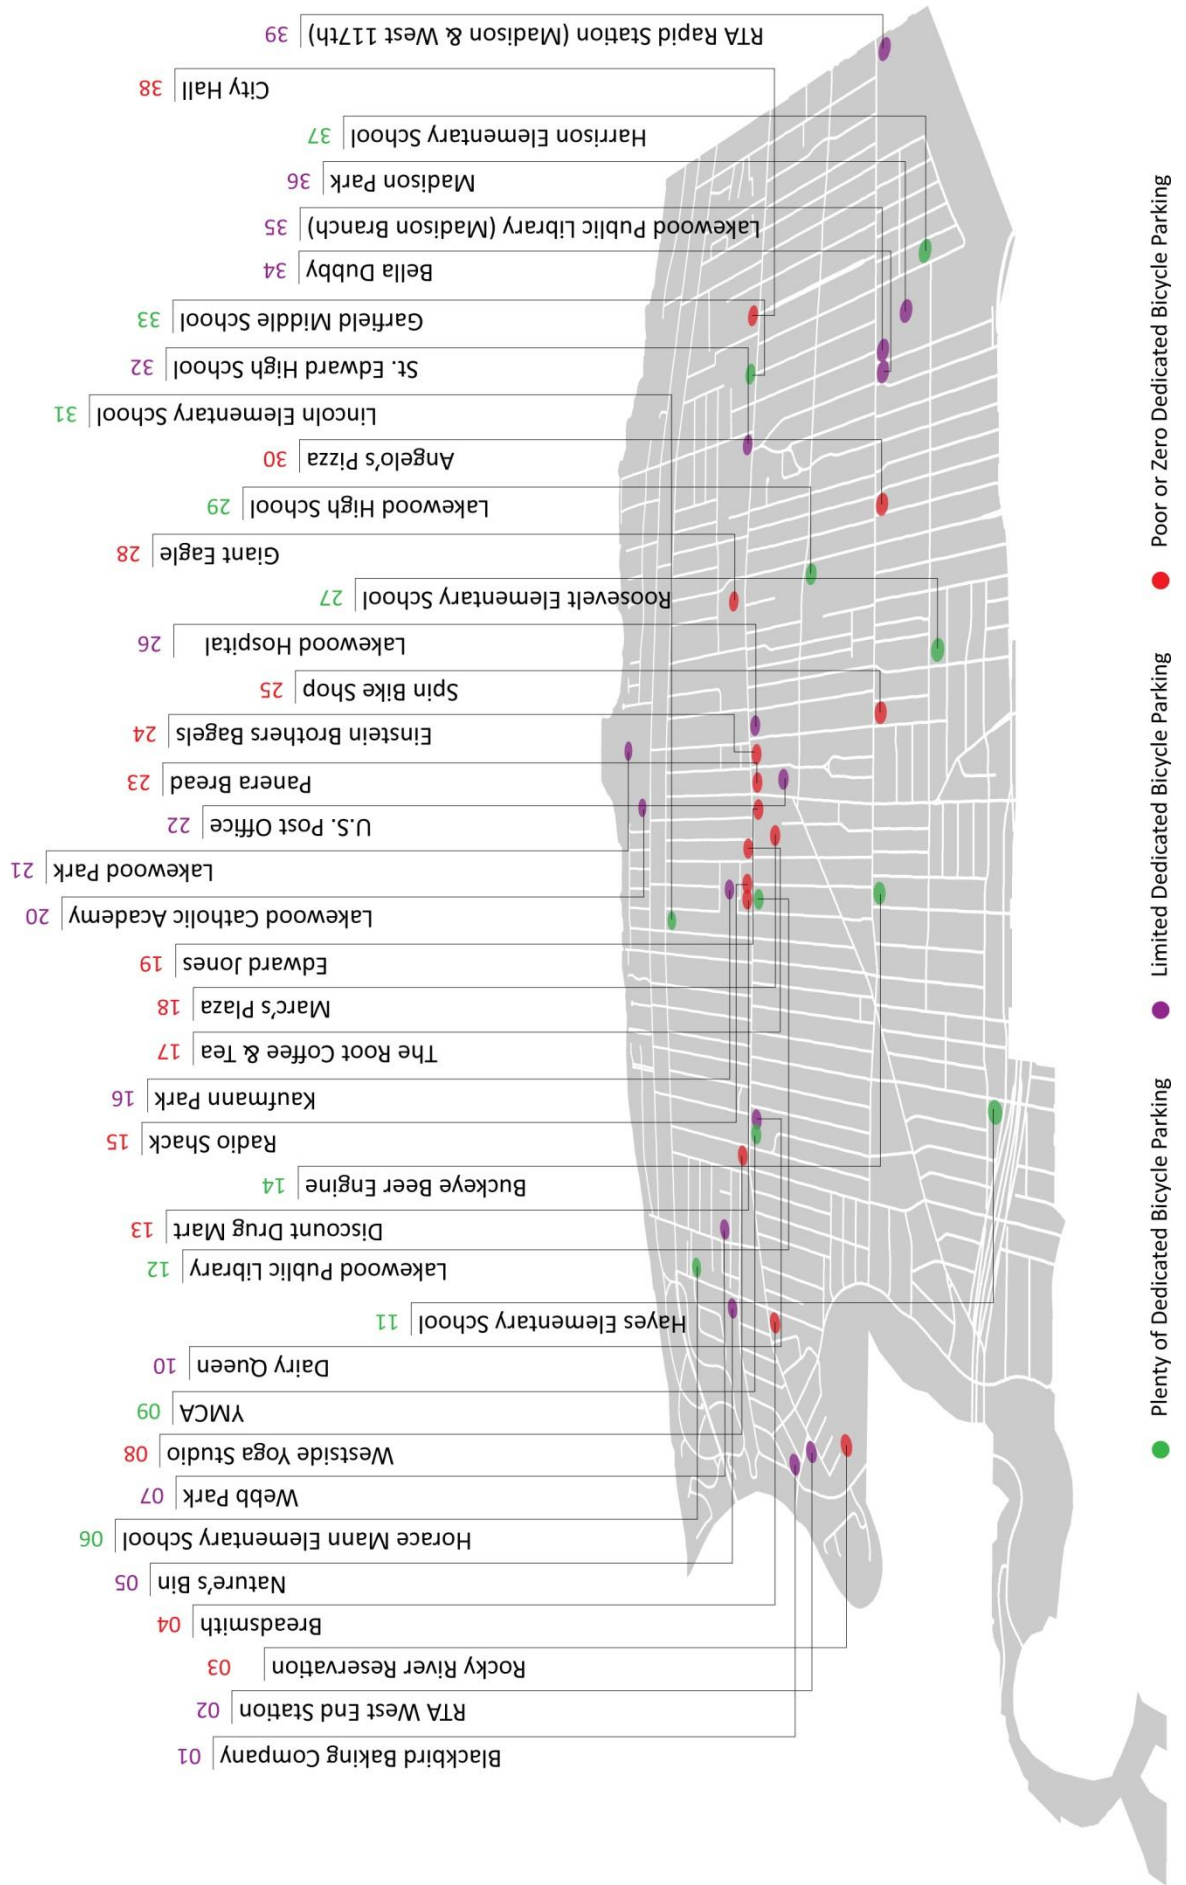 01 Blackbird Baking Company
02 RTA West End Station
03 Rocky River Reservation
04 Breadsmith
05 Nature's Bin
06 Horace Mann Elementary School
07 Webb Park
08 Westside Yoga Studio
09 YMCA
10 Dairy Queen
11 Hayes Elementary School
12 Lakewood Public Library
13 Discount Drug Mart
14 Buckeye Beer Engine
15 Radio Shack
16 Kaufmann Park
17 The Root Coffee & Tea
18 Marc's Plaza
19 Edward Jones
20 Lakewood Catholic Academy
21 Lakewood Park
22 U.S. Post Office
23 Panera Bread
24 Einstein Brothers Bagels
25 Spin Bike Shop
26 Lakewood Hospital
27 Roosevelt Elementary School
28 Giant Eagle
29 Lakewood High School
30 Angelo's Pizza
31 Lincoln Elementary School
32 St. Edward High School
33 Garfield Middle School
34 Bella Dubby
35 Lakewood Public Library (Madison Branch)
36 Madison Park
37 Harrison Elementary School
38 City Hall
39 RTA Rapid Station (Madison & West 117th)
Plenty of Dedicated Bicycle Parking
Limited Dedicated Bicycle Parking
Poor or Zero Dedicated Bicycle Parking